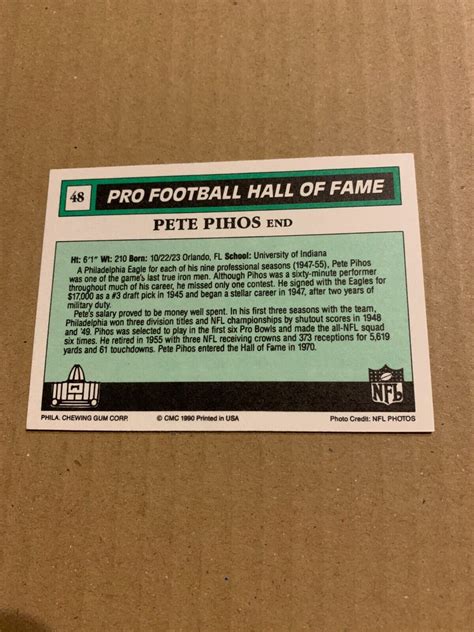 48 PRO FOOTBALL HALL OF FAME
PETE PIHOS END
Ht: 6'1" Wt: 210 Born: 10/22/23 Orlando, FL School: University of Indiana
A Philadelphia Eagle for each of his nine professional seasons (1947-55), Pete Pihos
was one of the game's last true iron men. Although Pihos was a sixty-minute performer
throughout much of his career, he missed only one contest. He signed with the Eagles for
$17,000 as a #3 draft pick in 1945 and began a stellar career in 1947, after two years of
military duty.
Pete's salary proved to be money well spent. In his first three seasons with the team,
Philadelphia won three division titles and NFL championships by shutout scores in 1948
and '49. Pihos was selected to play in the first six Pro Bowls and made the all-NFL squad
six times. He retired in 1955 with three NFL receiving crowns and 373 receptions for 5,619
yards and 61 touchdowns. Pete Pihos entered the Hall of Fame in 1970.
NFL
PHILA. CHEWING GUM CORP. © CMC 1990 Printed in USA Photo Credit: NFL PHOTOS